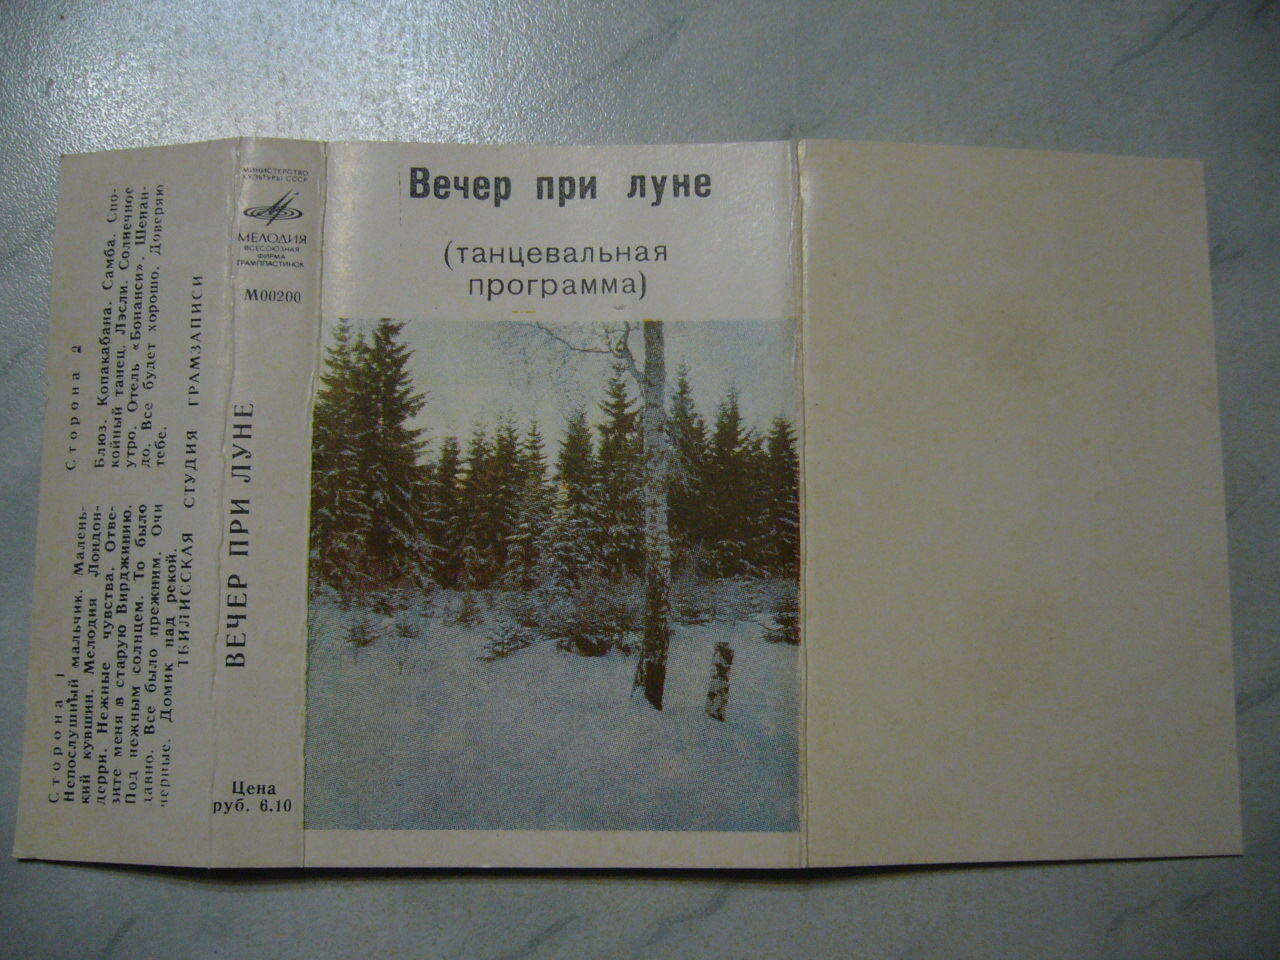 Вечер при луне
(танцевальная
программа)
МИНИСТЕРСТВО
КУЛЬТУРЫ СССР
МЕЛОДИЯ
ВСЕСОЮЗНАЯ
ФИРМА
ГРАМПЛАСТИНОК
М00200
ВЕЧЕР ПРИ ЛУНЕ
Цена
руб. 6.10
Сторона 1
Непослушный мальчик. Малень-
кий кувшин. Мелодия Лондон-
дерри. Нежные чувства. Отве-
зите меня в старую Вирджинию.
Под нежным солнцем. То было
давно. Все было прежним. Очи
черные. Домик над рекой.
Сторона 2
Блюз. Копакабана. Самба. Спо-
койный танец. Лэсли. Солнечное
утро. Отель «Бонанси». Шенан-
до. Все будет хорошо. Доверяю
тебе.
ТБИЛИССКАЯ СТУДИЯ ГРАМЗАПИСИ